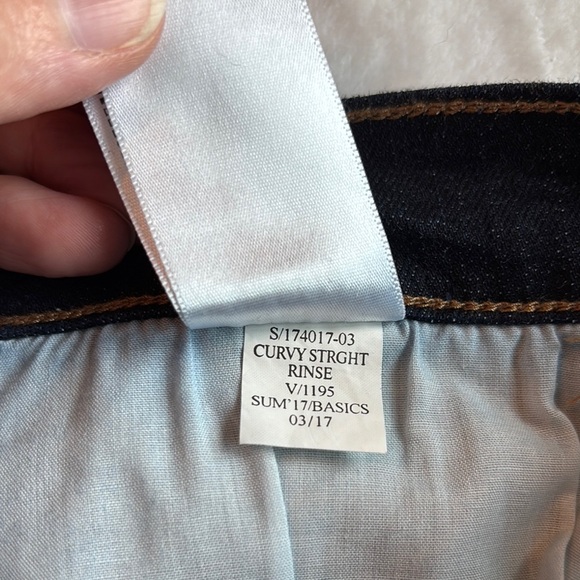 S/174017-03
CURVY STRGHT
RINSE
V/1195
SUM'17/BASICS
03/17